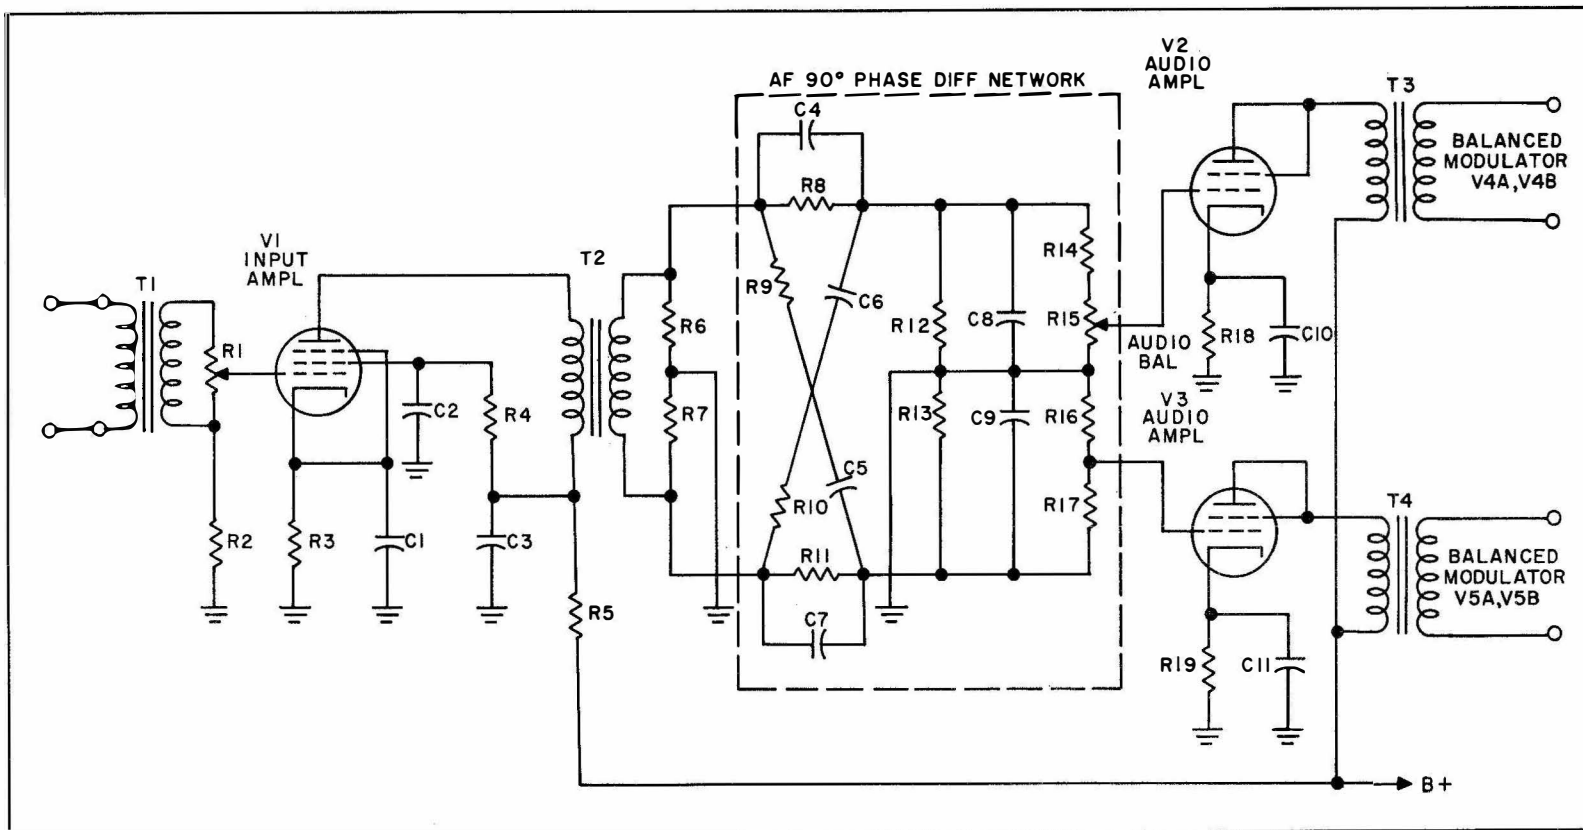 AF 90° PHASE DIFF NETWORK
V2
AUDIO
AMPL
T3
BALANCED
MODULATOR
V4A,V4B
C4
R8
V1
INPUT
AMPL
T1
T2
R1
R2
R3
C1
C2
R4
C3
R5
R6
R7
R9
C6
R10
C5
R11
C7
R12
C8
R13
C9
R14
R15
R16
R17
AUDIO
BAL
R18
C10
V3
AUDIO
AMPL
R19
C11
T4
BALANCED
MODULATOR
V5A,V5B
B+